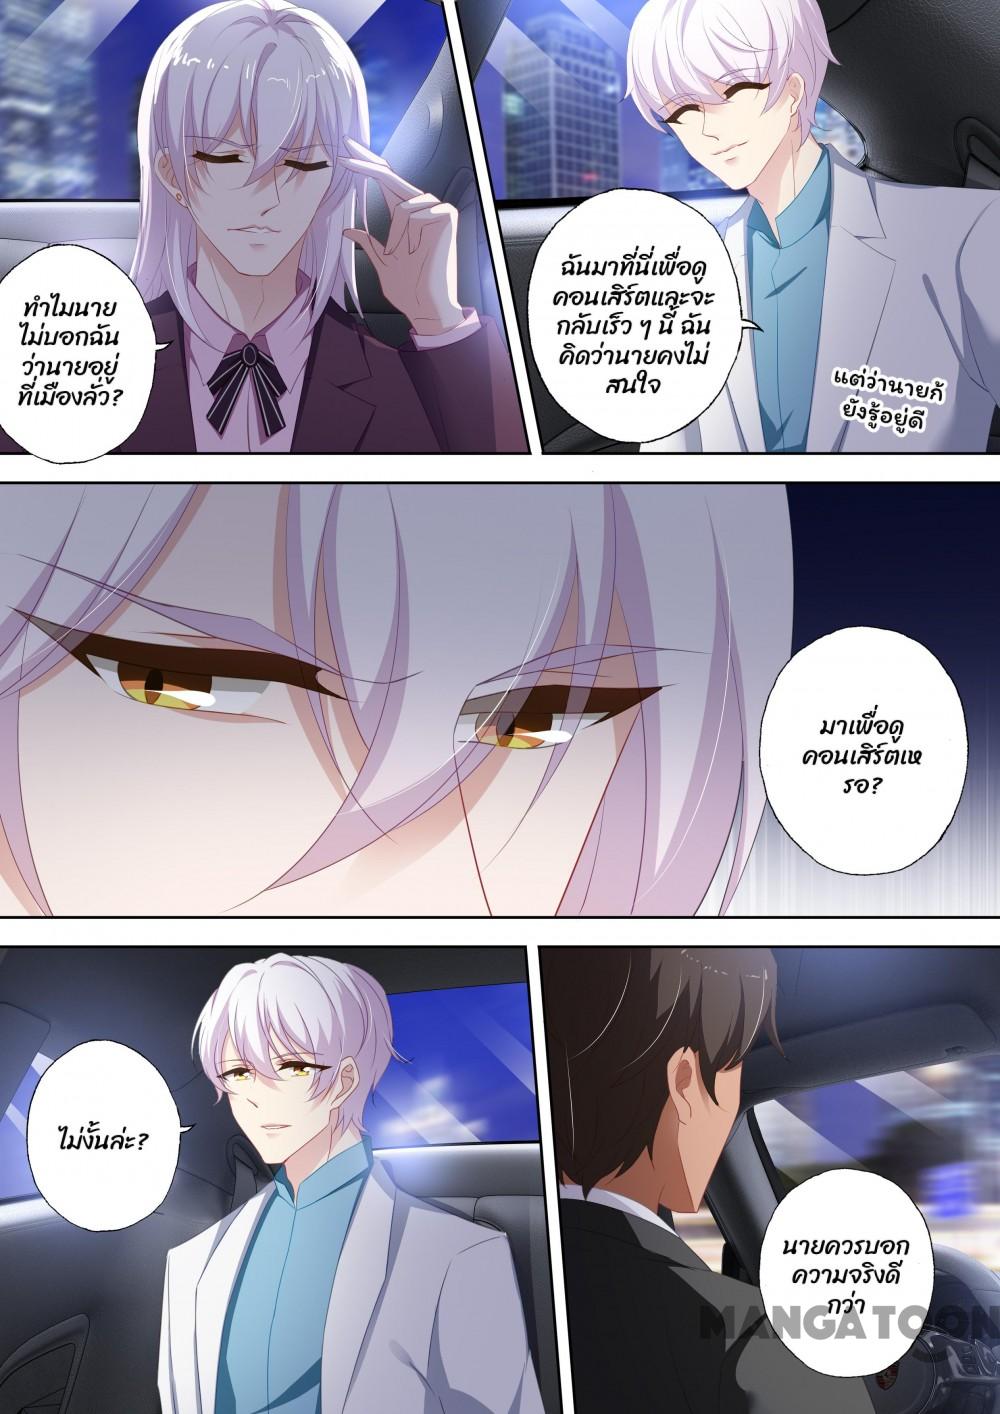 ทำไมนาย
ไม่บอกฉัน
ว่านายอยู่
ที่เมืองลั่ว?
ฉันมาที่นี่เพื่อดู
คอนเสิร์ตและจะ
กลับเร็ว ๆ นี้ ฉัน
คิดว่านายคงไม่
สนใจ
แต่ว่านายก้
ยังรู้อยู่ดี
มาเพื่อดู
คอนเสิร์ตเห
รอ?
ไม่งั้นล่ะ?
นายควรบอก
ความจริงดี
กว่า
MANGATOON